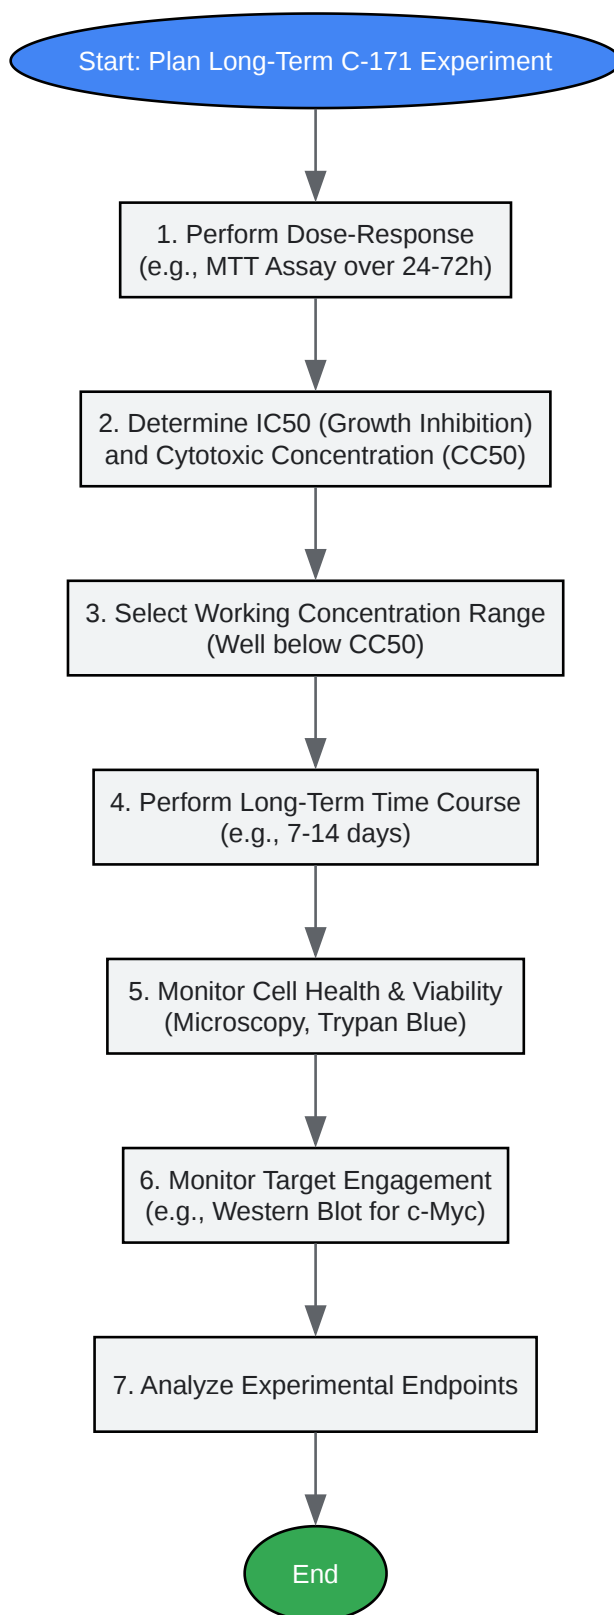 Start: Plan Long-Term C-171 Experiment
1. Perform Dose-Response
(e.g., MTT Assay over 24-72h)
2. Determine IC50 (Growth Inhibition)
and Cytotoxic Concentration (CC50)
3. Select Working Concentration Range
(Well below CC50)
4. Perform Long-Term Time Course
(e.g., 7-14 days)
5. Monitor Cell Health & Viability
(Microscopy, Trypan Blue)
6. Monitor Target Engagement
(e.g., Western Blot for c-Myc)
7. Analyze Experimental Endpoints
End